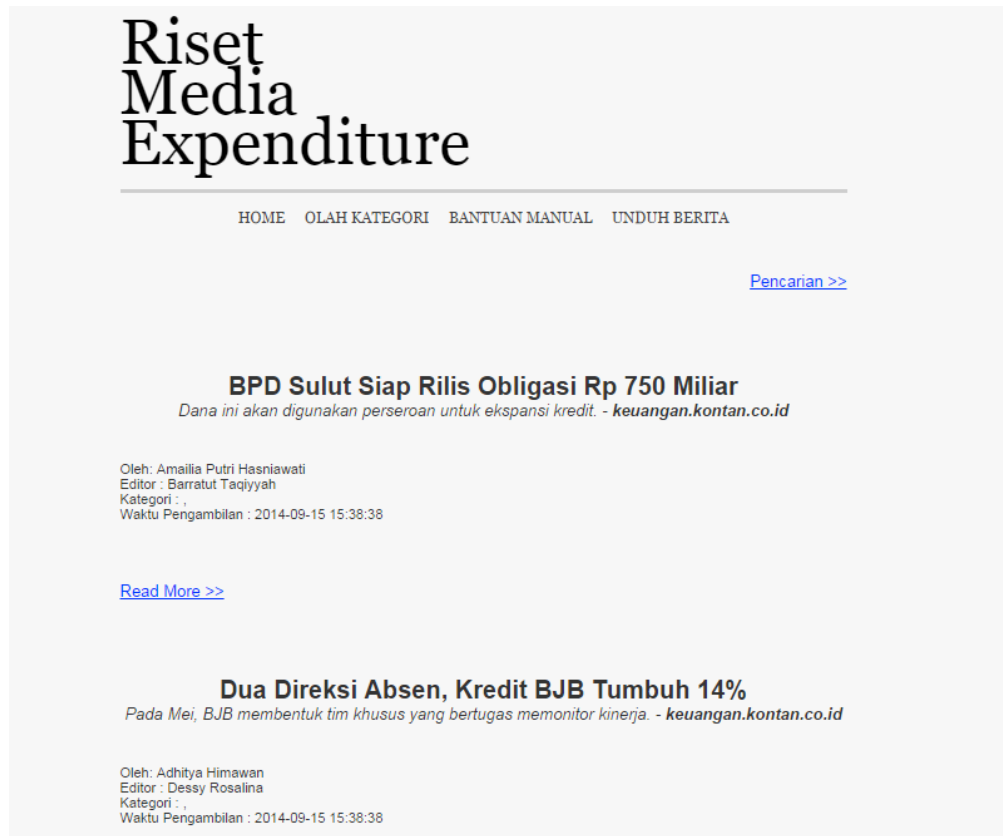 Riset
Media
Expenditure
HOME OLAH KATEGORI BANTUAN MANUAL UNDUH BERITA
Pencarian >>
BPD Sulut Siap Rilis Obligasi Rp 750 Miliar
Dana ini akan digunakan perseroan untuk ekspansi kredit. - keuangan.kontan.co.id
Oleh: Amailia Putri Hasniawati
Editor : Barratut Taqiyyah
Kategori : ,
Waktu Pengambilan : 2014-09-15 15:38:38
Read More >>
Dua Direksi Absen, Kredit BJB Tumbuh 14%
Pada Mei, BJB membentuk tim khusus yang bertugas memonitor kinerja. - keuangan.kontan.co.id
Oleh: Adhitya Himawan
Editor : Dessy Rosalina
Kategori : ,
Waktu Pengambilan : 2014-09-15 15:38:38